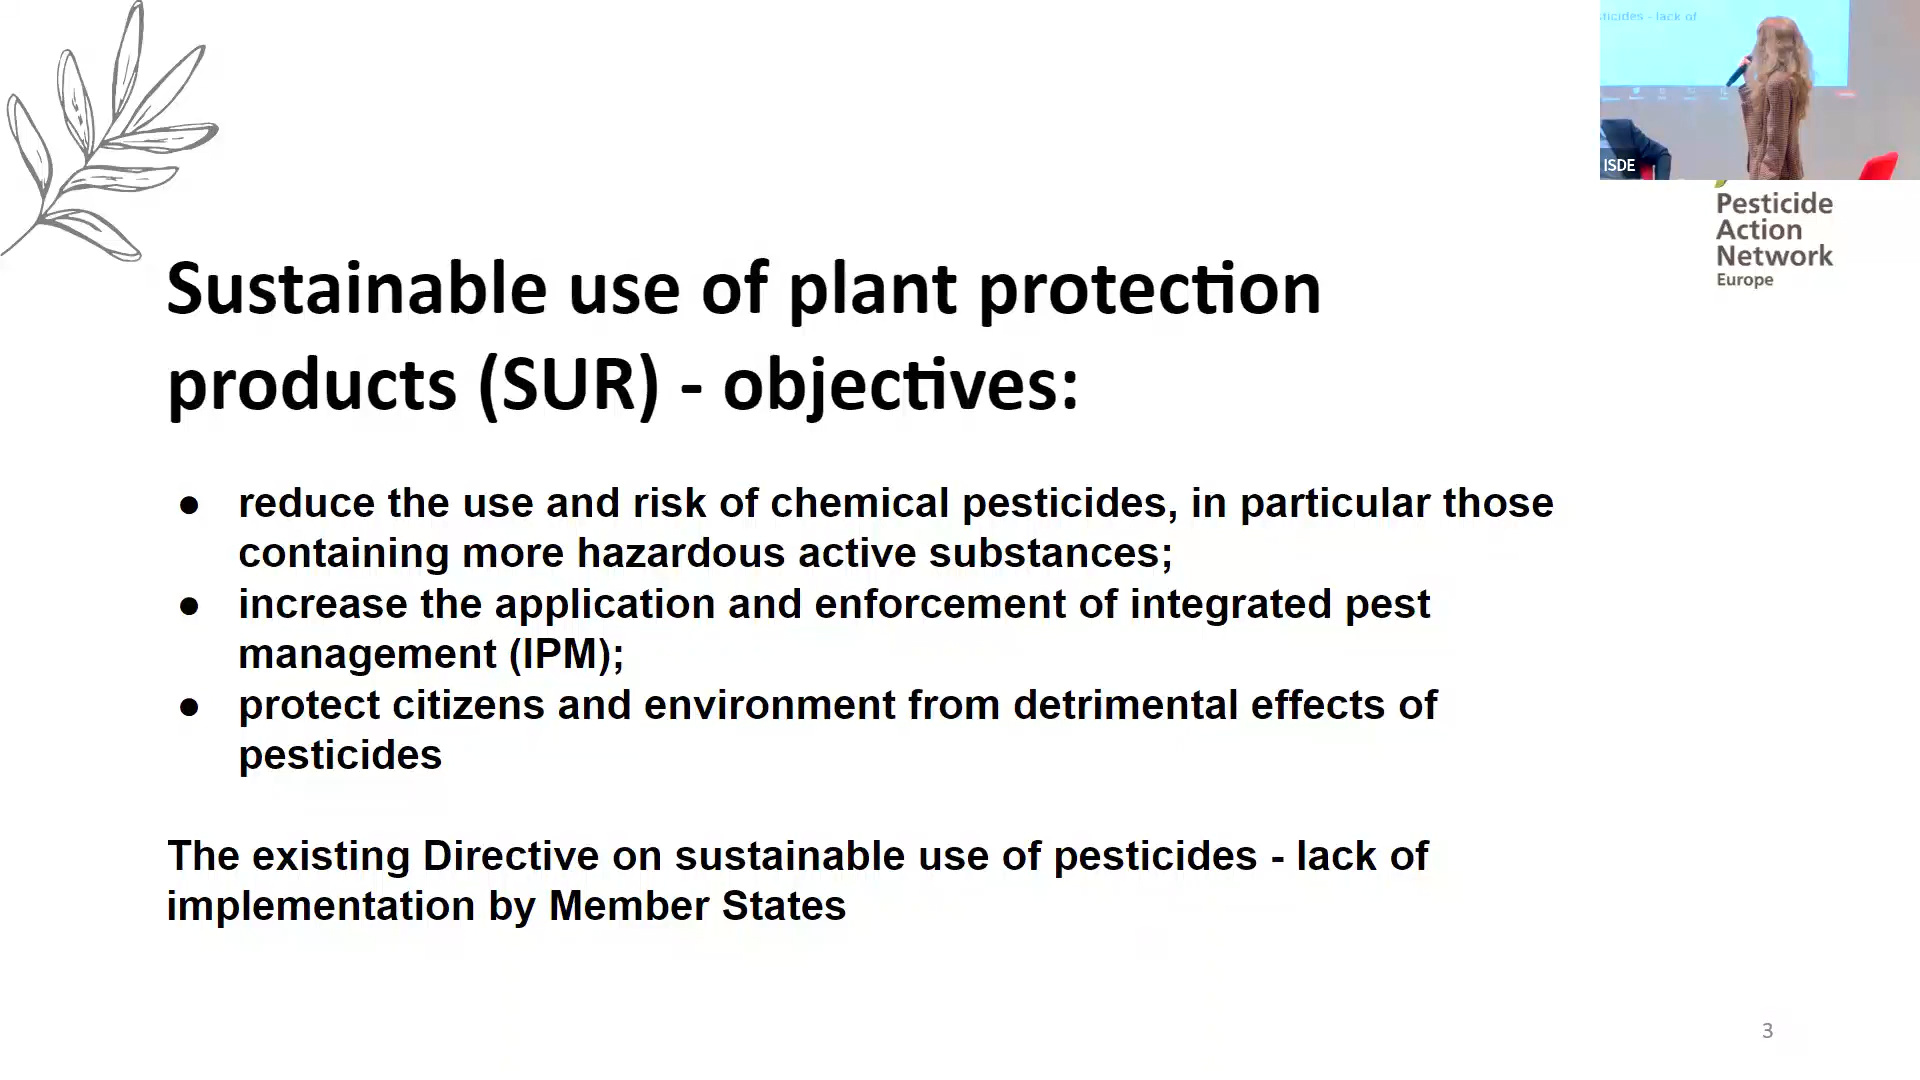 ticides - lack of
ISDE
Pesticide
Action
Network
Europe
Sustainable use of plant protection
products (SUR) - objectives:
● reduce the use and risk of chemical pesticides, in particular those
containing more hazardous active substances;
● increase the application and enforcement of integrated pest
management (IPM);
● protect citizens and environment from detrimental effects of
pesticides
The existing Directive on sustainable use of pesticides - lack of
implementation by Member States
3